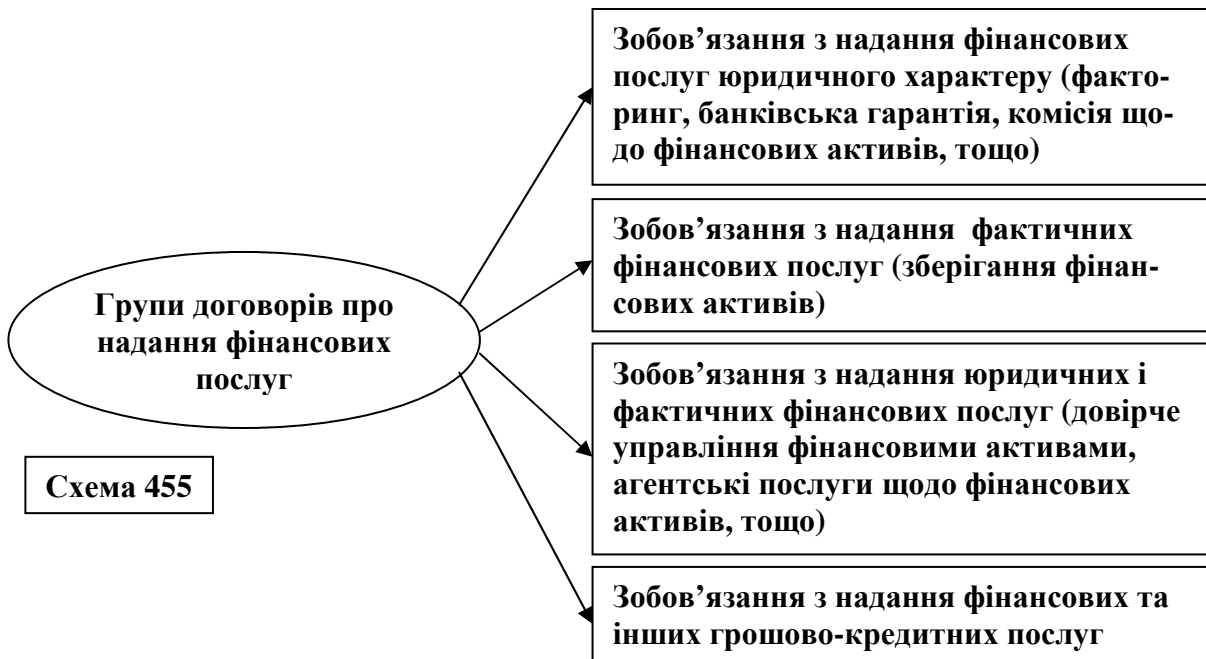 Групи договорів про
надання фінансових
послуг
Схема 455
Зобов’язання з надання фінансових
послуг юридичного характеру (факто-
ринг, банківська гарантія, комісія що-
до фінансових активів, тощо)
Зобов’язання з надання фактичних
фінансових послуг (зберігання фінан-
сових активів)
Зобов’язання з надання юридичних і
фактичних фінансових послуг (довірче
управління фінансовими активами,
агентські послуги щодо фінансових
активів, тощо)
Зобов’язання з надання фінансових та
інших грошово-кредитних послуг